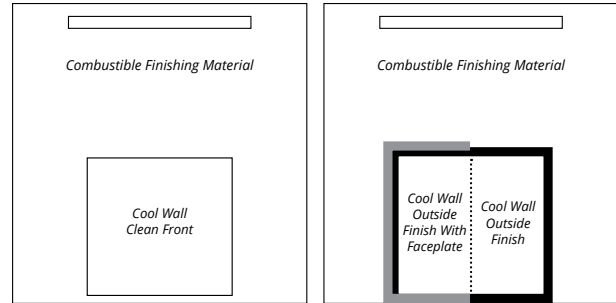 Combustible Finishing Material
Cool Wall
Clean Front
Combustible Finishing Material
Cool Wall
Outside
Finish With
Faceplate
Cool Wall
Outside
Finish